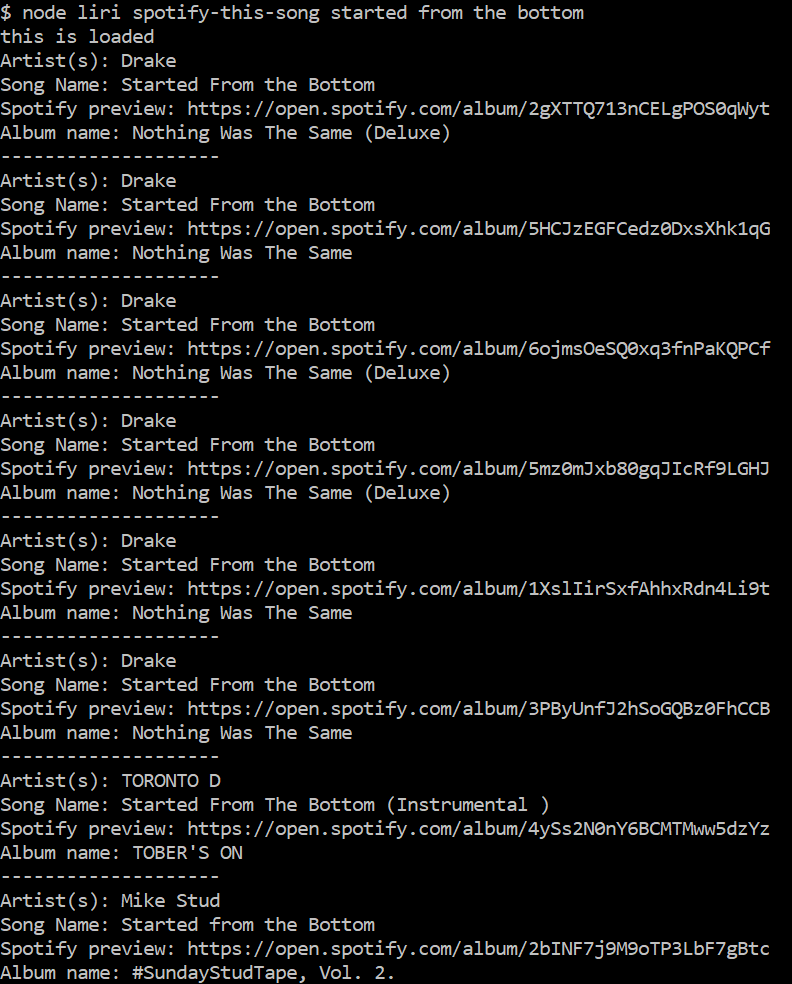 $ node liri spotify-this-song started from the bottom
this is loaded
Artist(s): Drake
Song Name: Started From the Bottom
Spotify preview: https://open.spotify.com/album/2gXTTQ713nCELgPOS0qWyt
Album name: Nothing Was The Same (Deluxe)
--------------------
Artist(s): Drake
Song Name: Started From the Bottom
Spotify preview: https://open.spotify.com/album/5HCJzEGFCedz0DxsXhk1qG
Album name: Nothing Was The Same
--------------------
Artist(s): Drake
Song Name: Started From the Bottom
Spotify preview: https://open.spotify.com/album/6ojmsOeSQ0xq3fnPaKQPCf
Album name: Nothing Was The Same (Deluxe)
--------------------
Artist(s): Drake
Song Name: Started From the Bottom
Spotify preview: https://open.spotify.com/album/5mz0mJxb80gqJIcRf9LGHJ
Album name: Nothing Was The Same (Deluxe)
--------------------
Artist(s): Drake
Song Name: Started From the Bottom
Spotify preview: https://open.spotify.com/album/1XslIirSxfAhhxRdn4Li9t
Album name: Nothing Was The Same
--------------------
Artist(s): Drake
Song Name: Started From the Bottom
Spotify preview: https://open.spotify.com/album/3PByUnfJ2hSoGQBz0FhCCB
Album name: Nothing Was The Same
--------------------
Artist(s): TORONTO D
Song Name: Started From The Bottom (Instrumental )
Spotify preview: https://open.spotify.com/album/4ySs2N0nY6BCMTMww5dzYz
Album name: TOBER'S ON
--------------------
Artist(s): Mike Stud
Song Name: Started from the Bottom
Spotify preview: https://open.spotify.com/album/2bINF7j9M9oTP3LbF7gBtc
Album name: #SundayStudTape, Vol. 2.